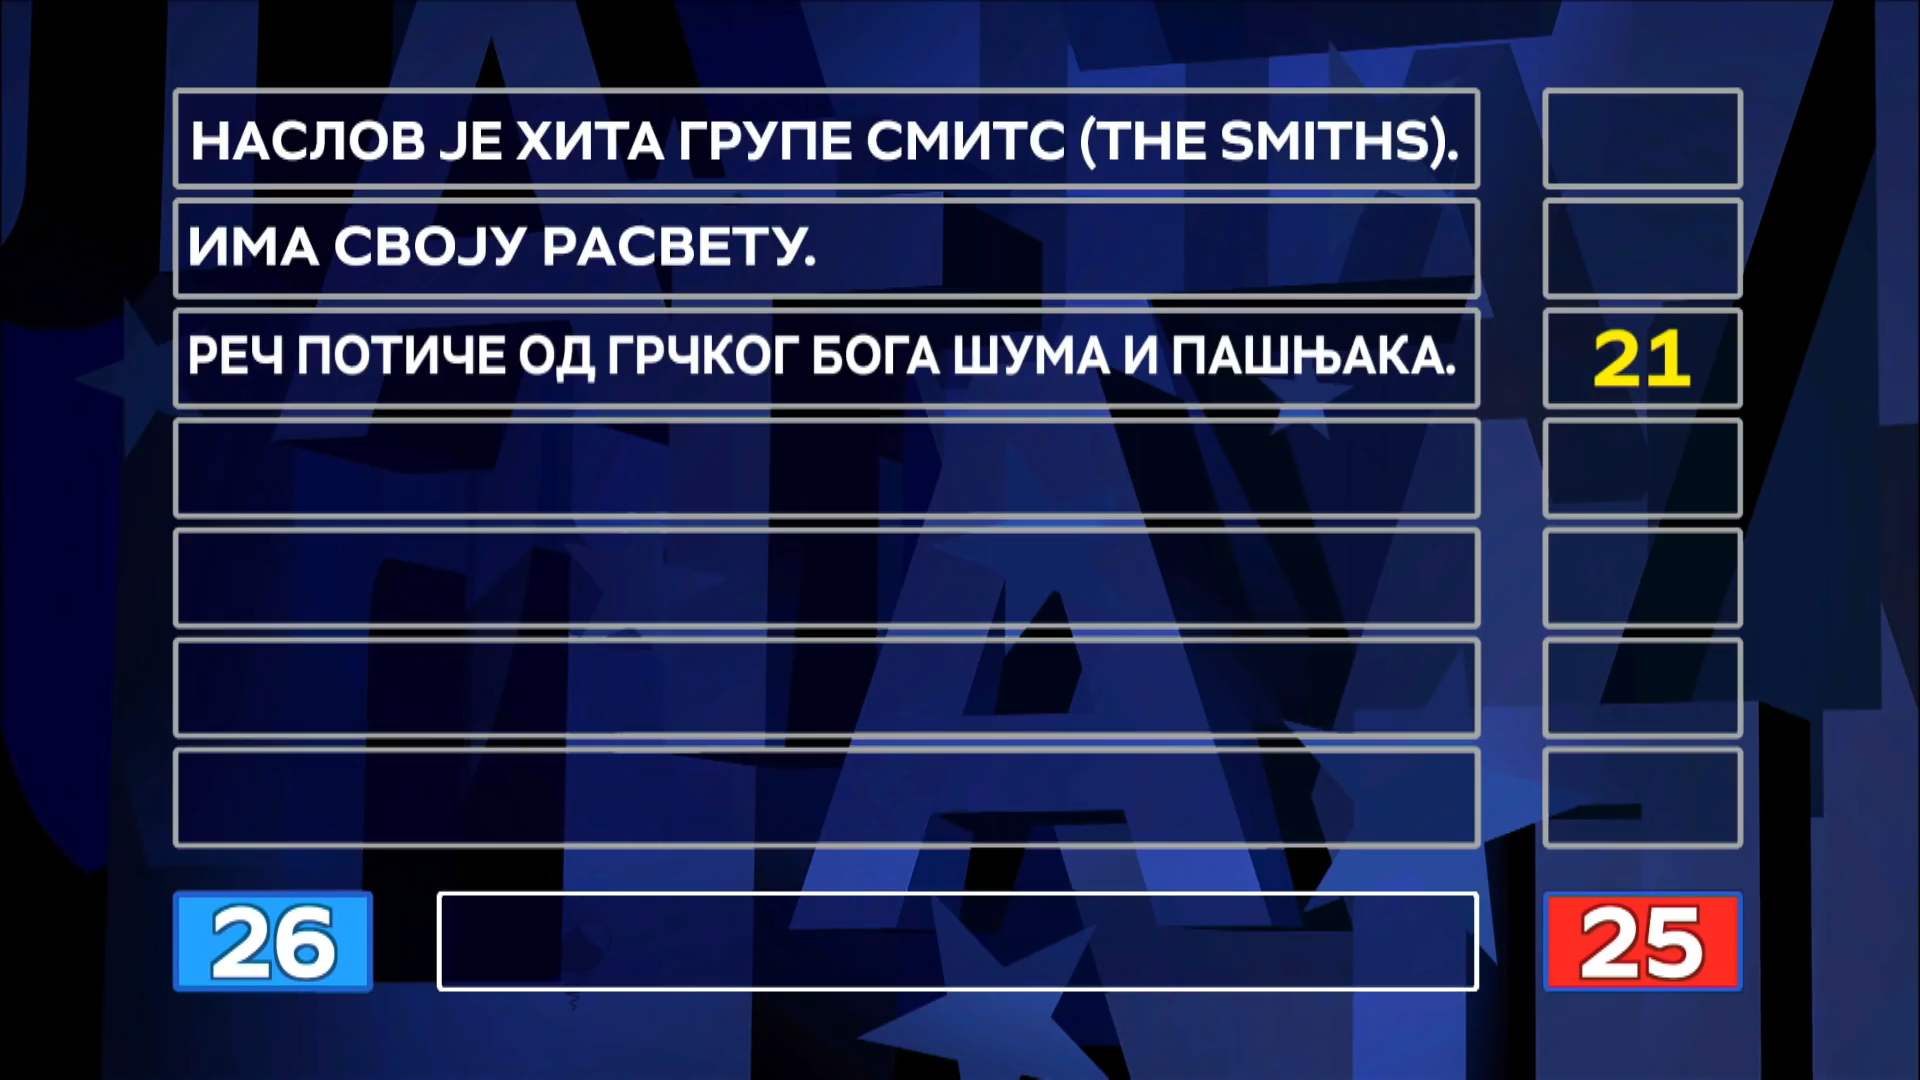 НАСЛОВ ЈЕ ХИТА ГРУПЕ СМИТС (THE SMITHS).
ИМА СВОЈУ РАСВЕТУ.
РЕЧ ПОТИЧЕ ОД ГРЧКОГ БОГА ШУМА И ПАШЊАКА. 21
26 25